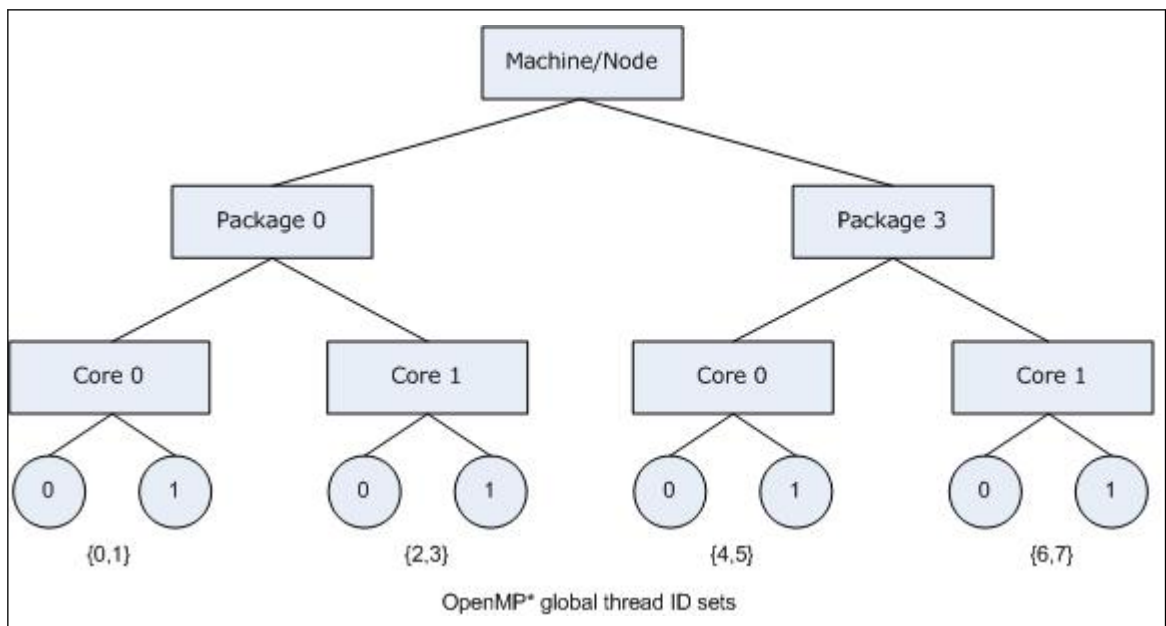 Machine/Node
Package 0 Package 3
Core 0 Core 1 Core 0 Core 1
0 1 0 1 0 1 0 1
{0,1} {2,3} {4,5} {6,7}
OpenMP* global thread ID sets